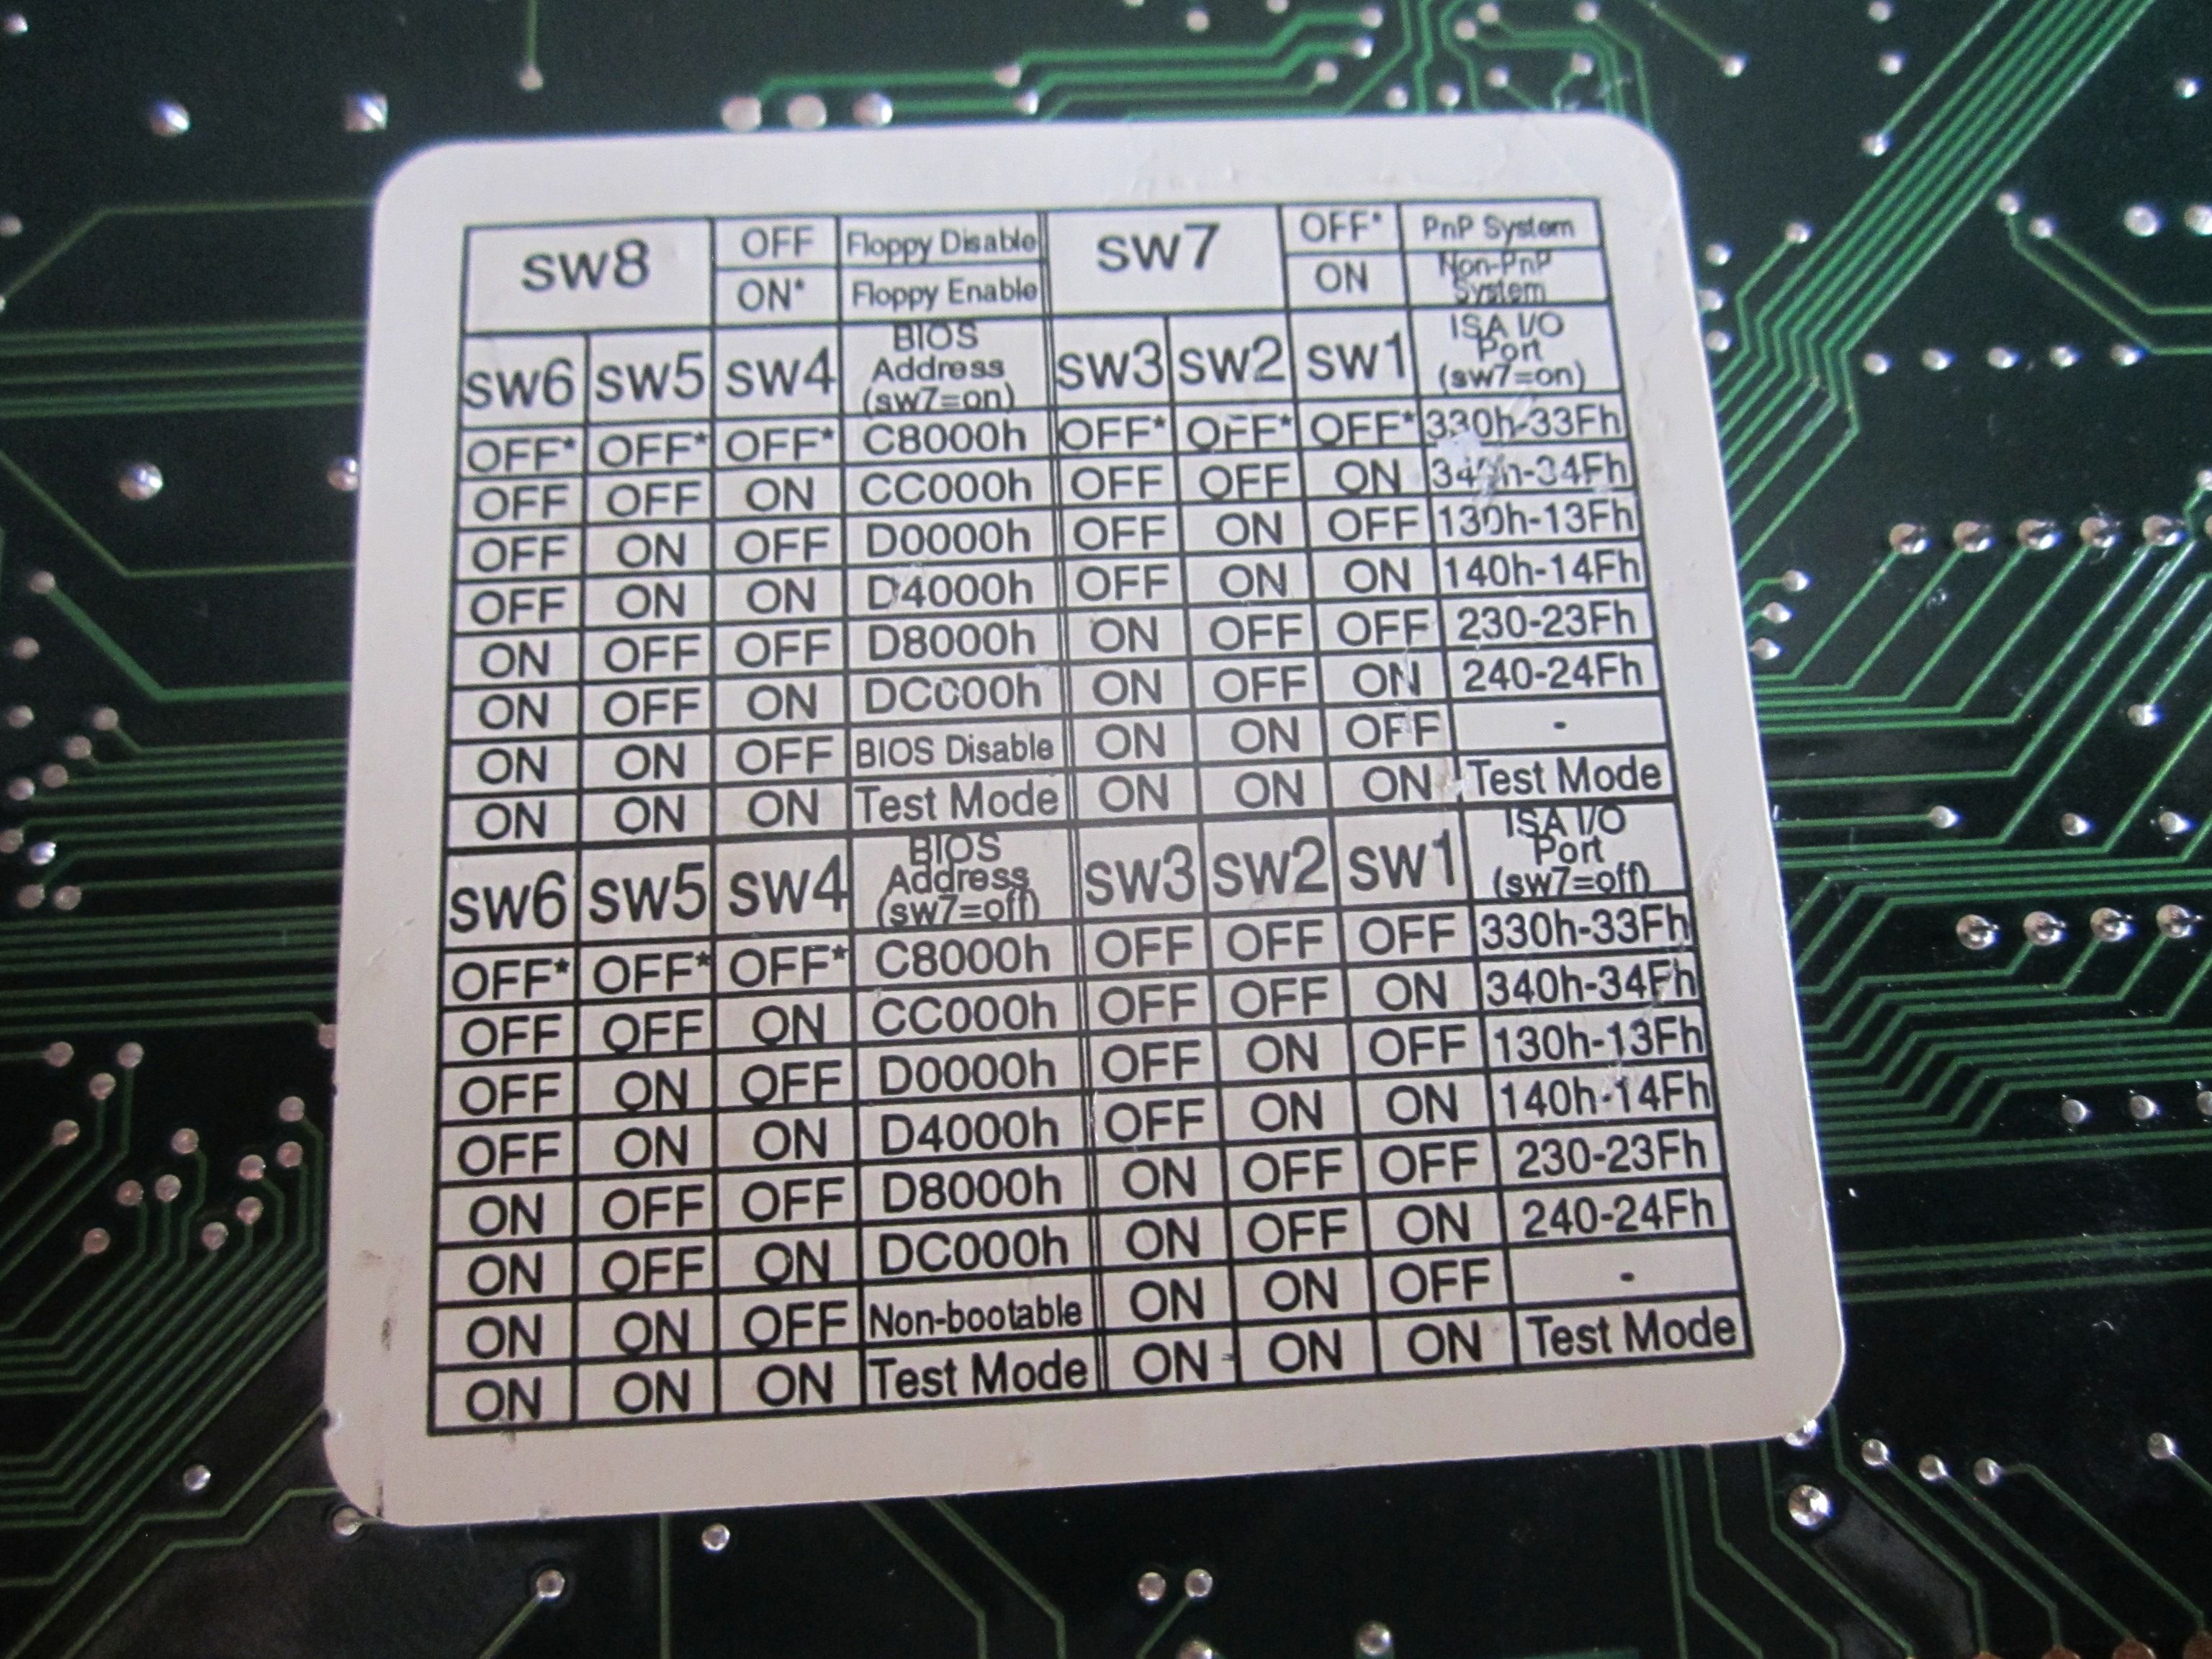 sw8 OFF Floppy Disable sw7 OFF* PnP System
ON* Floppy Enable ON Non-PnP System
sw6 sw5 sw4 BIOS Address (sw7=on) sw3 sw2 sw1 ISA I/O Port (sw7=on)
OFF* OFF* OFF* C8000h OFF* OFF* OFF* 330h-33Fh
OFF OFF ON CC000h OFF OFF ON 340h-34Fh
OFF ON OFF D0000h OFF ON OFF 130h-13Fh
OFF ON ON D4000h OFF ON ON 140h-14Fh
ON OFF OFF D8000h ON OFF OFF 230-23Fh
ON OFF ON DC000h ON OFF ON 240-24Fh
ON ON OFF BIOS Disable ON ON OFF -
ON ON ON Test Mode ON ON ON Test Mode
sw6 sw5 sw4 BIOS Address (sw7=off) sw3 sw2 sw1 ISA I/O Port (sw7=off)
OFF* OFF* OFF* C8000h OFF OFF OFF 330h-33Fh
OFF OFF ON CC000h OFF OFF ON 340h-34Fh
OFF ON OFF D0000h OFF ON OFF 130h-13Fh
OFF ON ON D4000h OFF ON ON 140h-14Fh
ON OFF OFF D8000h ON OFF OFF 230-23Fh
ON OFF ON DC000h ON OFF ON 240-24Fh
ON ON OFF Non-bootable ON ON OFF -
ON ON ON Test Mode ON ON ON Test Mode